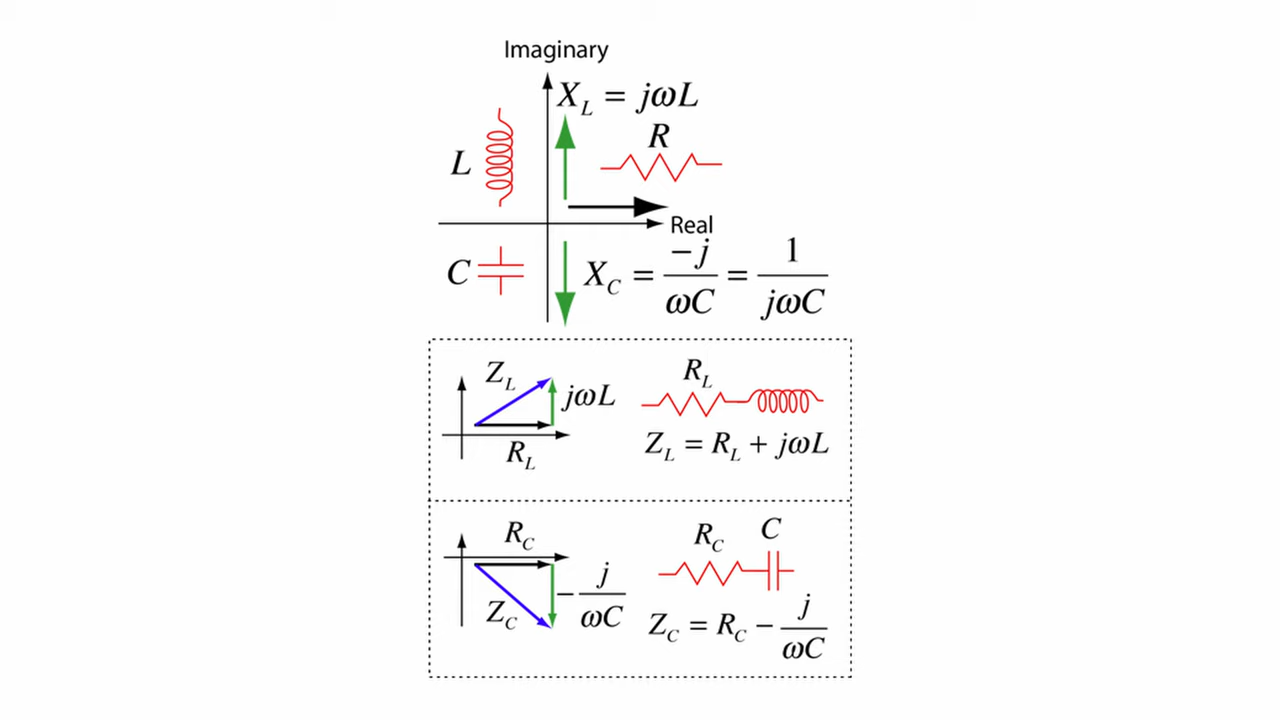 Imaginary
X_L = jωL
R
L
Real
C
X_C = -j/ωC = 1/jωC
Z_L
jωL
R_L
R_L
Z_L = R_L + jωL
R_C
Z_C
-j/ωC
R_C
C
Z_C = R_C - j/ωC